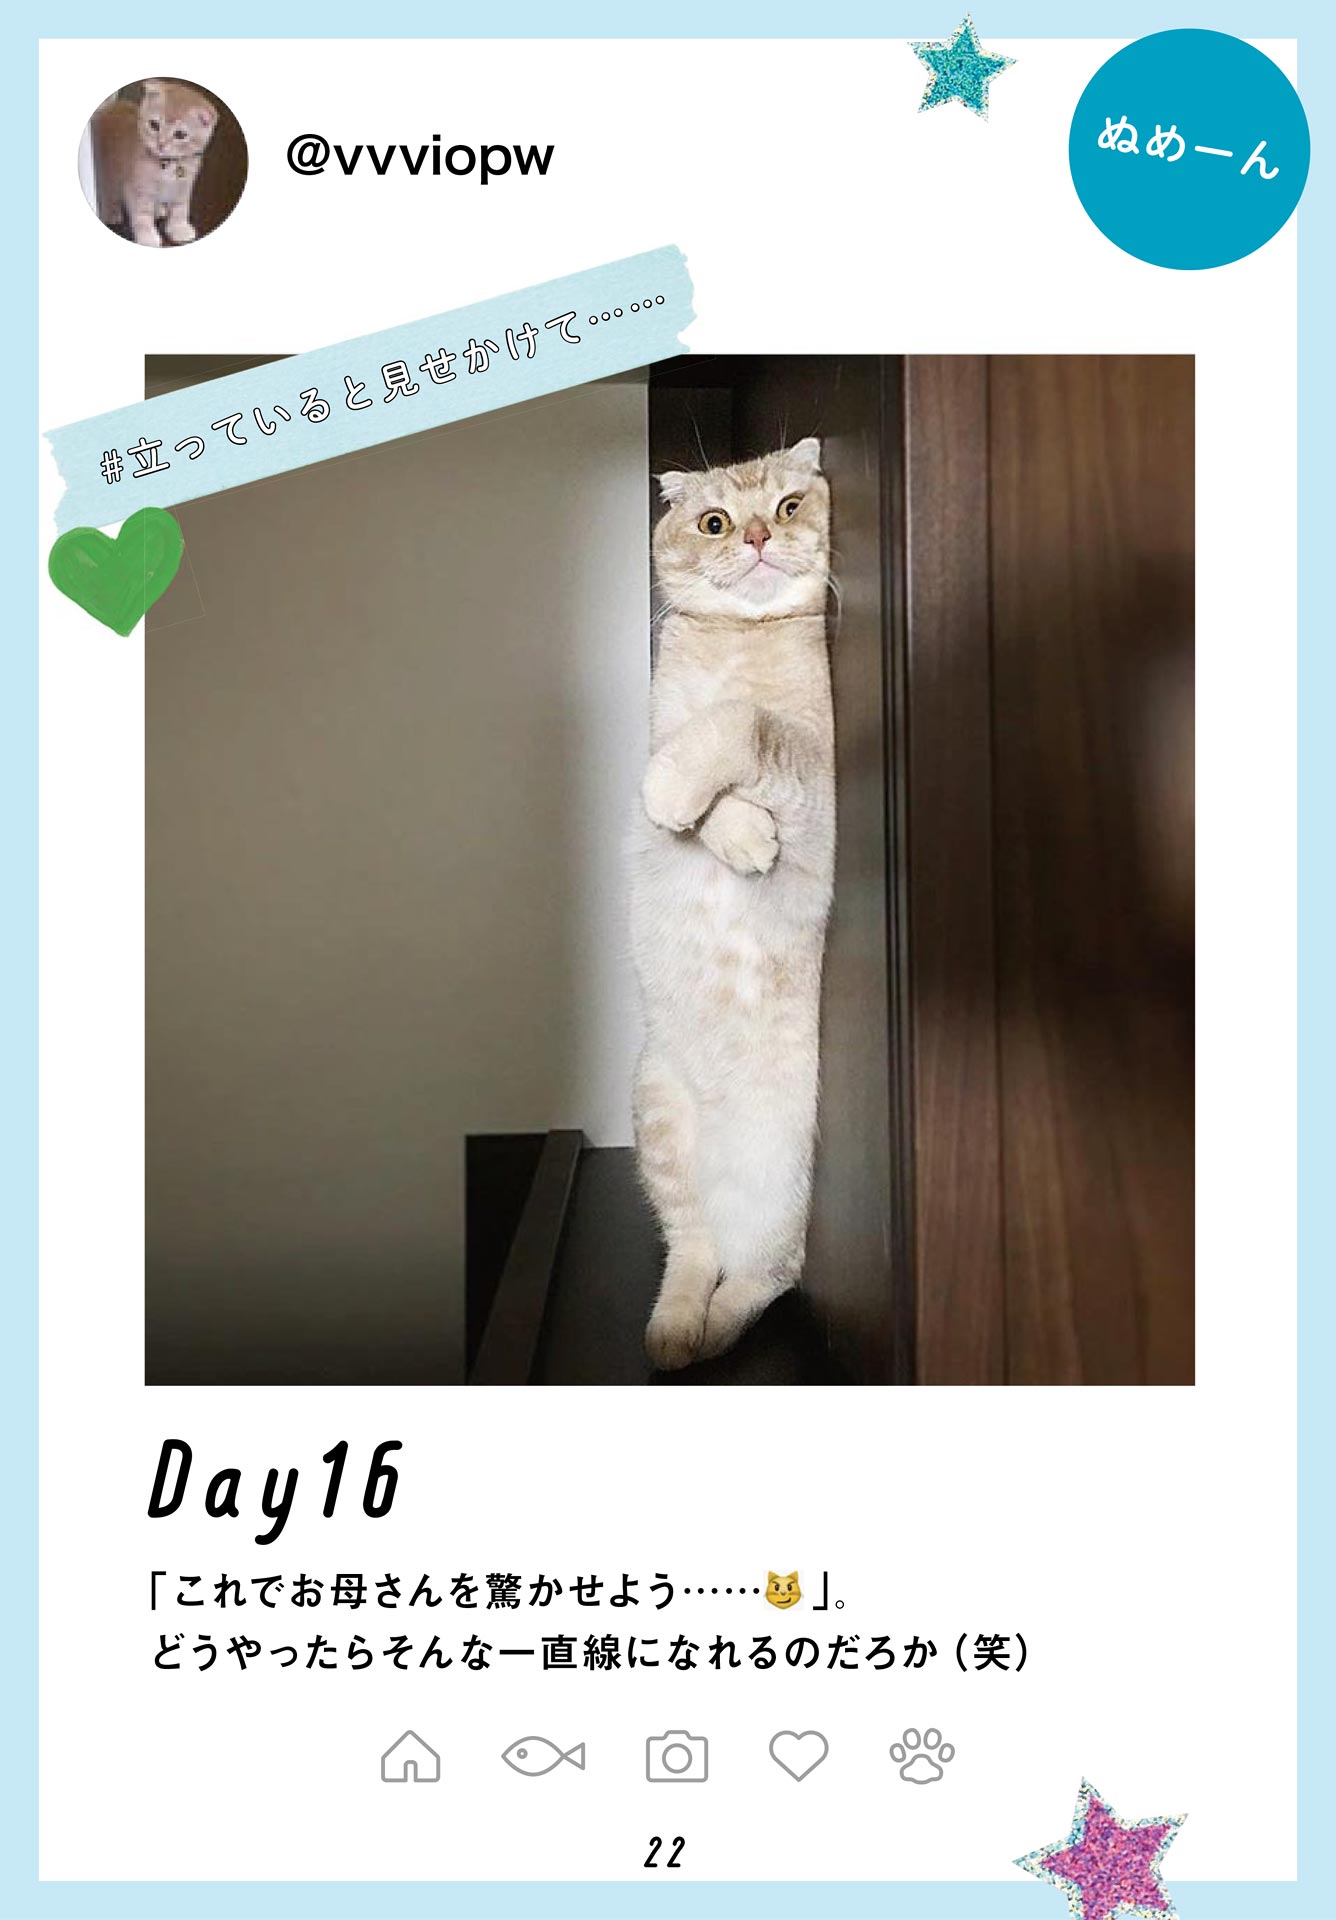 @vvviopw
ぬめーん
#立っていると見せかけて……
Day16
「これでお母さんを驚かせよう……😼」。
どうやったらそんな一直線になれるのだろか（笑）
22